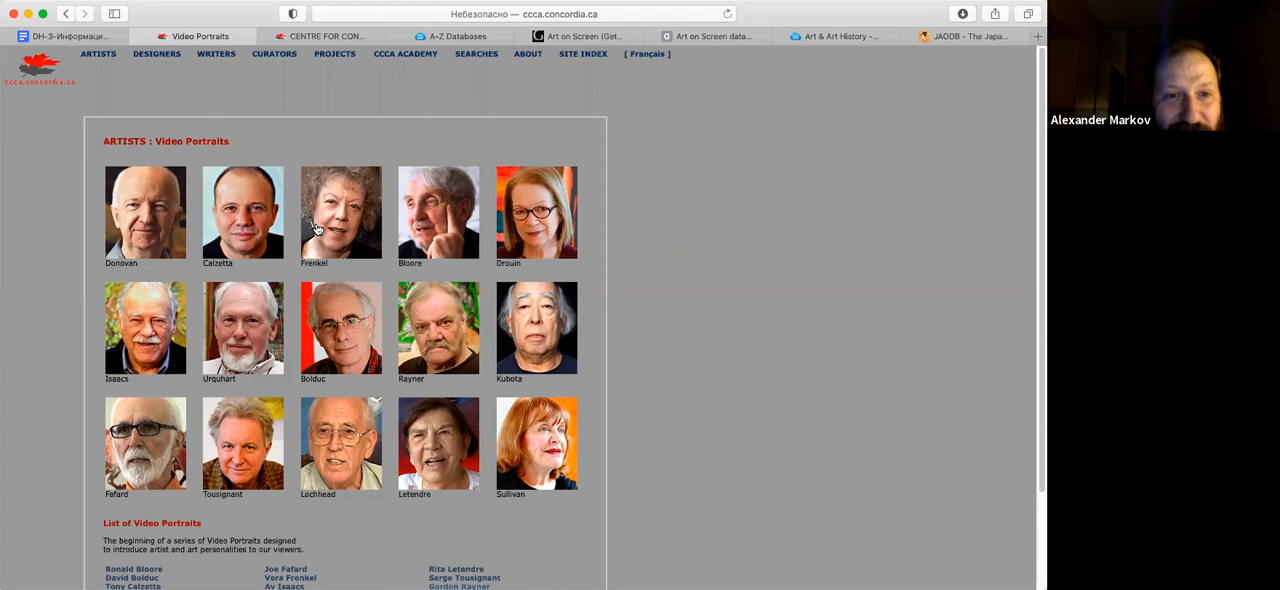 Небезопасно — ccca.concordia.ca
DH-3-Информаци...
Video Portraits
CENTRE FOR CON...
A-Z Databases
Art on Screen (Get...
Art on Screen data...
Art & Art History -...
JAODB - The Japa...
ARTISTS DESIGNERS WRITERS CURATORS PROJECTS CCCA ACADEMY SEARCHES ABOUT SITE INDEX [ Français ]
ccca.concordia.ca
Alexander Markov
ARTISTS : Video Portraits
Donovan Calzetta Frenkel Bloore Drouin
Isaacs Urquhart Bolduc Rayner Kubota
Fafard Tousignant Lochhead Letendre Sullivan
List of Video Portraits
The beginning of a series of Video Portraits designed
to introduce artist and art personalities to our viewers.
Ronald Bloore Joe Fafard Rita Letendre
David Bolduc Vera Frenkel Serge Tousignant
Tony Calzetta Av Isaacs Gordon Rayner